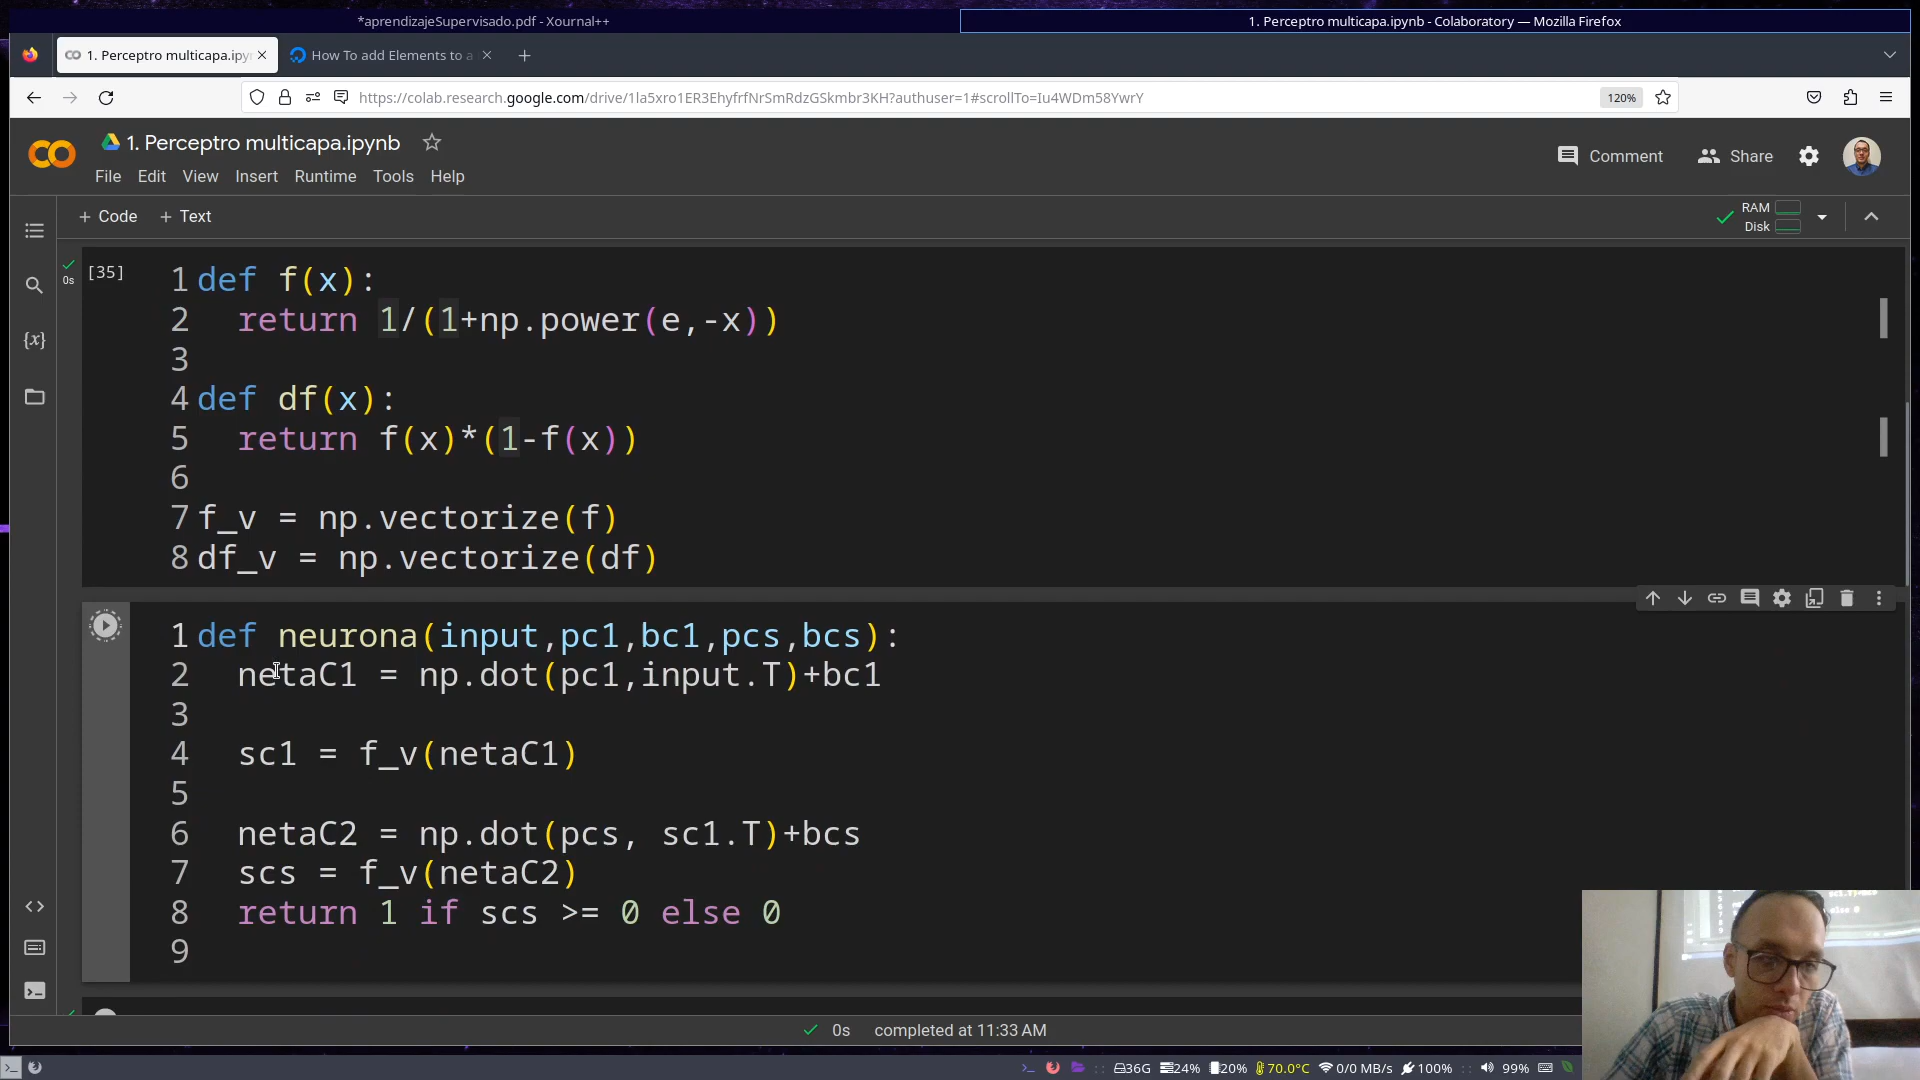 *aprendizajeSupervisado.pdf - Xournal++
1. Perceptro multicapa.ipynb - Colaboratory — Mozilla Firefox
1. Perceptro multicapa.ipy
How To add Elements to a
https://colab.research.google.com/drive/1la5xro1ER3EhyfrfNrSmRdzGSkmbr3KH?authuser=1#scrollTo=Iu4WDm58YwrY
120%
1. Perceptro multicapa.ipynb
Comment
Share
File Edit View Insert Runtime Tools Help
+ Code + Text
RAM
Disk
0s
[35]
1 def f(x):
2 return 1/(1+np.power(e,-x))
3
4 def df(x):
5 return f(x)*(1-f(x))
6
7 f_v = np.vectorize(f)
8 df_v = np.vectorize(df)
1 def neurona(input,pc1,bc1,pcs,bcs):
2 netaC1 = np.dot(pc1,input.T)+bc1
3
4 sc1 = f_v(netaC1)
5
6 netaC2 = np.dot(pcs, sc1.T)+bcs
7 scs = f_v(netaC2)
8 return 1 if scs >= 0 else 0
9
0s completed at 11:33 AM
36G 24% 20% 70.0°C 0/0 MB/s 100% 99%